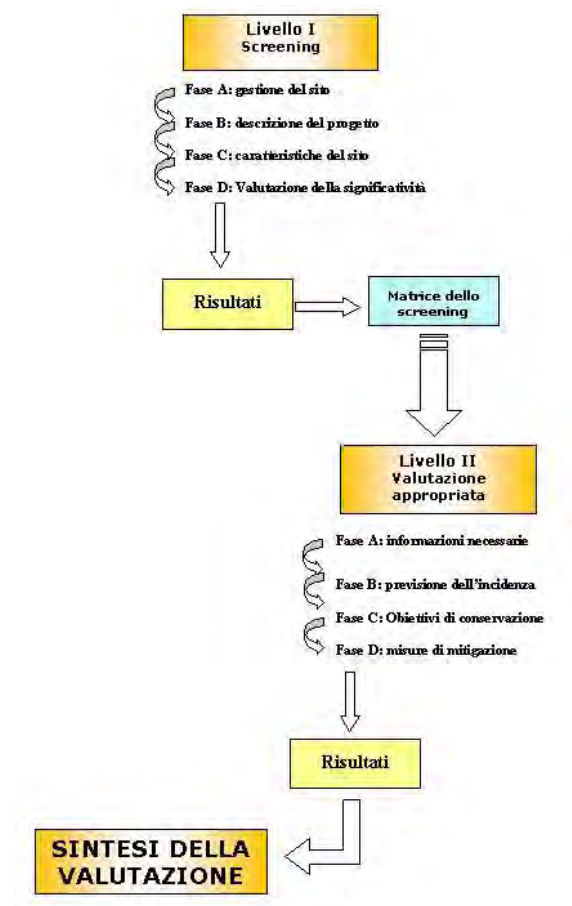 Livello I
Screening
Fase A: gestione del sito
Fase B: descrizione del progetto
Fase C: caratteristiche del sito
Fase D: Valutazione della significatività
Risultati
Matrice dello
screening
Livello II
Valutazione
appropriata
Fase A: informazioni necessarie
Fase B: previsione dell'incidenza
Fase C: Obiettivi di conservazione
Fase D: misure di mitigazione
Risultati
SINTESI DELLA
VALUTAZIONE